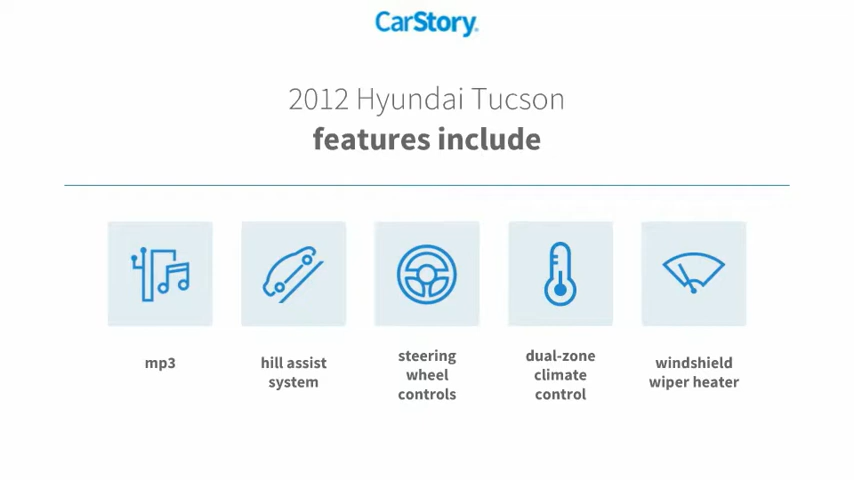 CarStory.
2012 Hyundai Tucson
features include
mp3
hill assist
system
steering
wheel
controls
dual-zone
climate
control
windshield
wiper heater